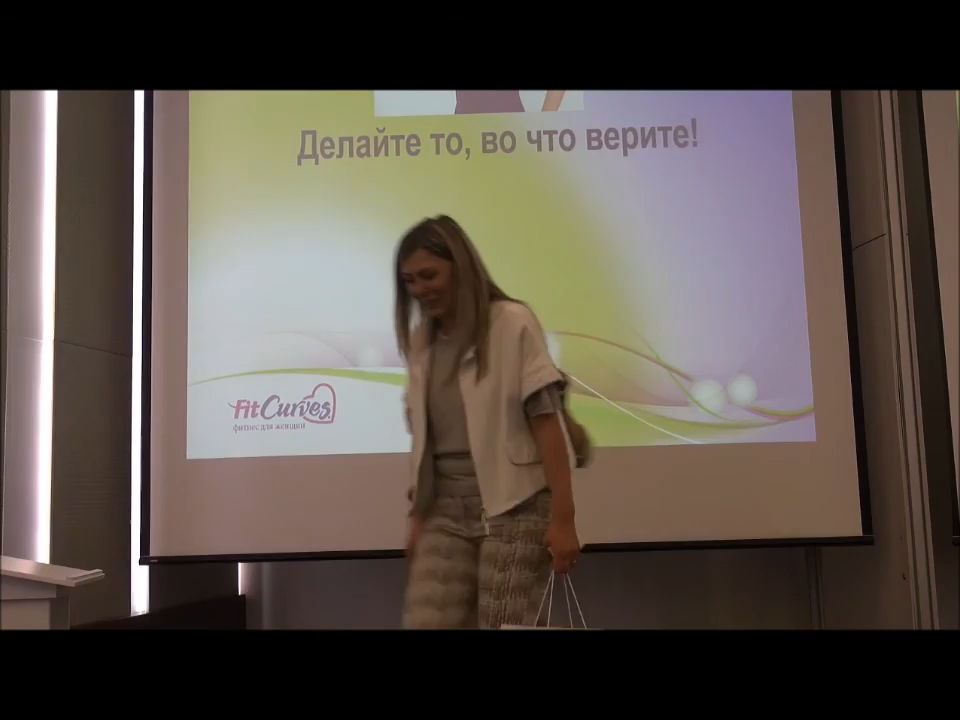 Делайте то, во что верите!
FitCurves
фитнес для женщин